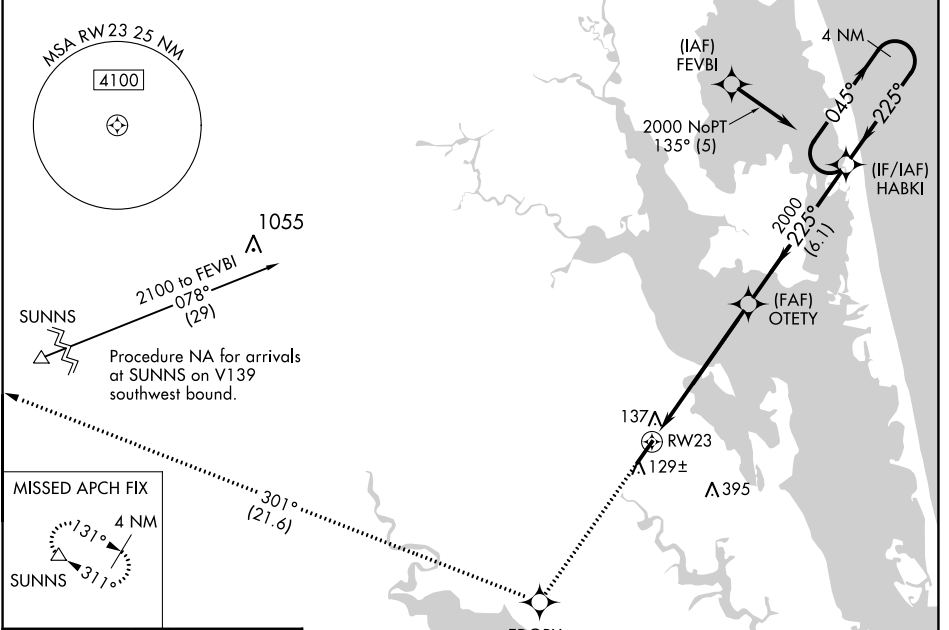 MSA RW23 25 NM
4100
(IAF)
FEVBI
2000 NoPT
135° (5)
4 NM
045°
225°
(IF/IAF)
HABKI
2000
225°
(6.1)
(FAF)
OTETY
1055
2100 to FEVBI
078°
(29)
SUNNS
Procedure NA for arrivals
at SUNNS on V139
southwest bound.
137
RW23
129±
395
301°
(21.6)
MISSED APCH FIX
4 NM
131°
311°
SUNNS